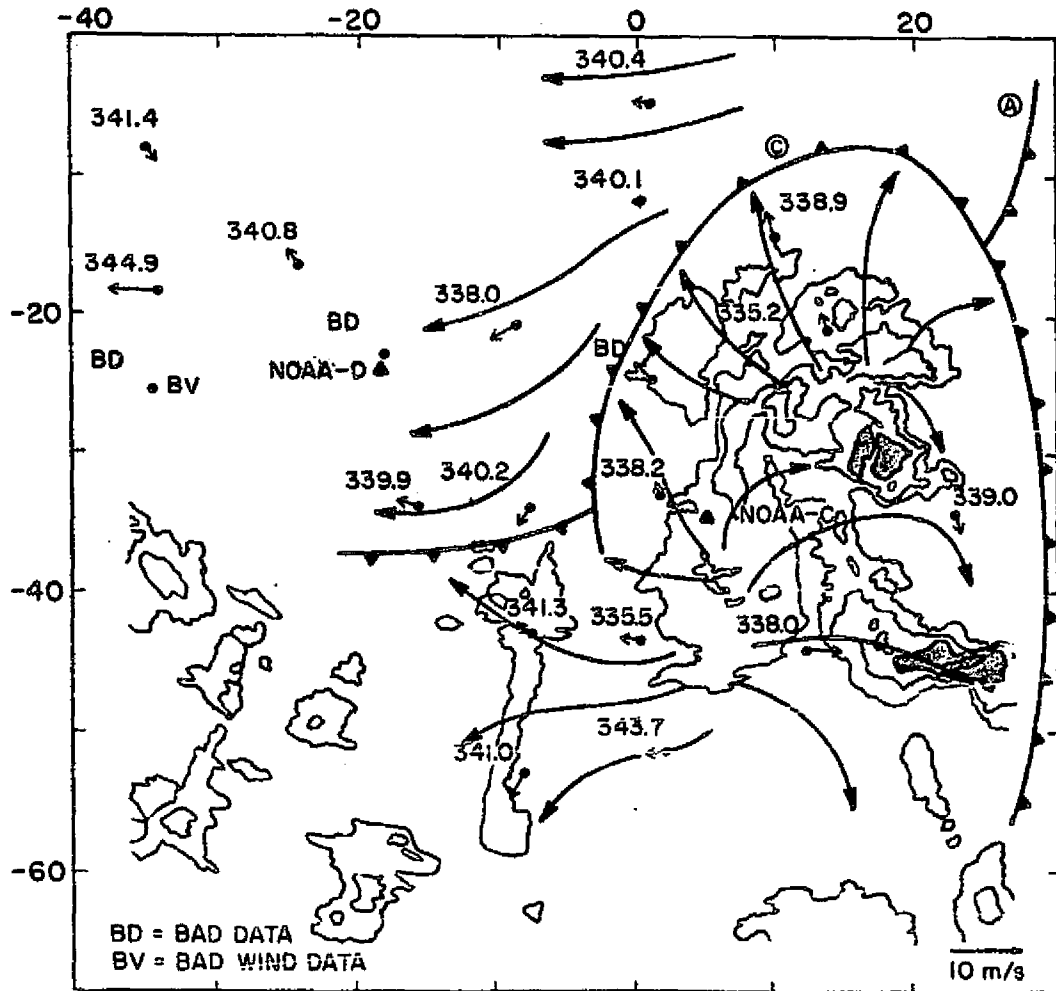 -40 -20 0 20
340.4
Ⓐ
341.4
Ⓒ
340.1
338.9
340.8
344.9
338.0
-20
BD
335.2
BD
BD
NOAA-D
BV
340.2
338.2
339.9
339.0
NOAA-C
-40
341.3
335.5
338.0
343.7
341.0
-60
BD = BAD DATA
BV = BAD WIND DATA
10 m/s